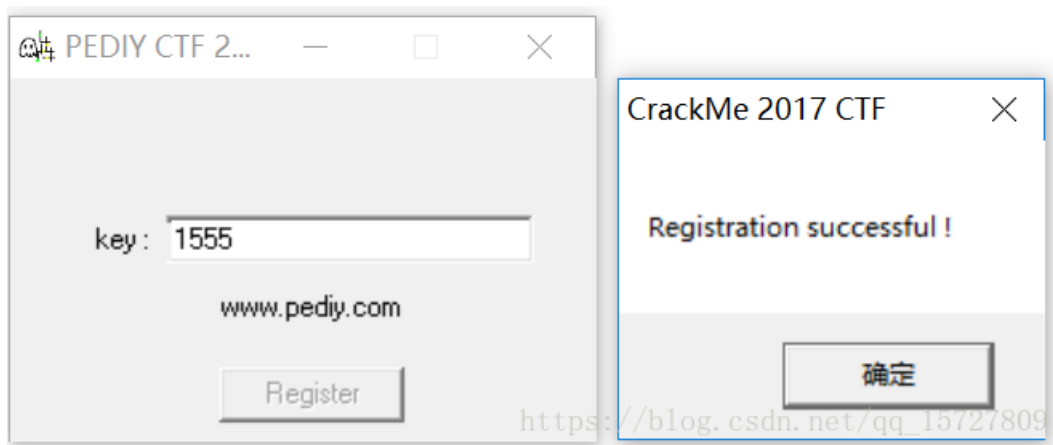 PEDIY CTF 2...
key : 1555
www.pediy.com
Register
CrackMe 2017 CTF
Registration successful !
确定
https://blog.csdn.net/qq_15727809